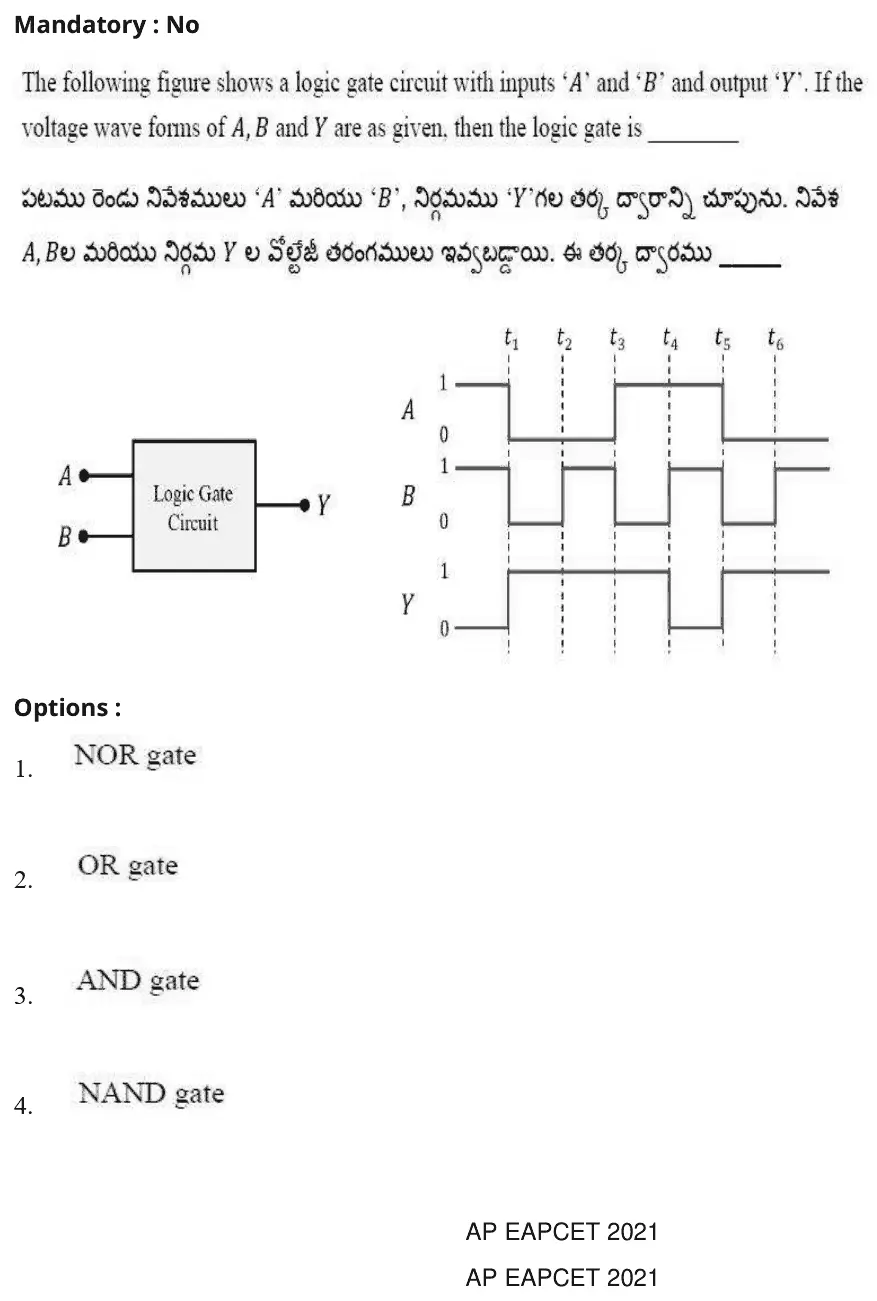 Mandatory : No
The following figure shows a logic gate circuit with inputs ‘A’ and ‘B’ and output ‘Y’. If the
voltage wave forms of A, B and Y are as given, then the logic gate is ________
పటము రెండు నివేశములు ‘A’ మరియు ‘B’, నిర్గమము ‘Y’గల తర్క ద్వారాన్ని చూపును. నివేశ
A, Bల మరియు నిర్గమ Y ల వోల్టేజీ తరంగములు ఇవ్వబడ్డాయి. ఈ తర్క ద్వారము _____
t1 t2 t3 t4 t5 t6
1
A
0
1
B
0
1
Y
0
A
Logic Gate
Circuit
Y
B
Options :
1. NOR gate
2. OR gate
3. AND gate
4. NAND gate
AP EAPCET 2021
AP EAPCET 2021